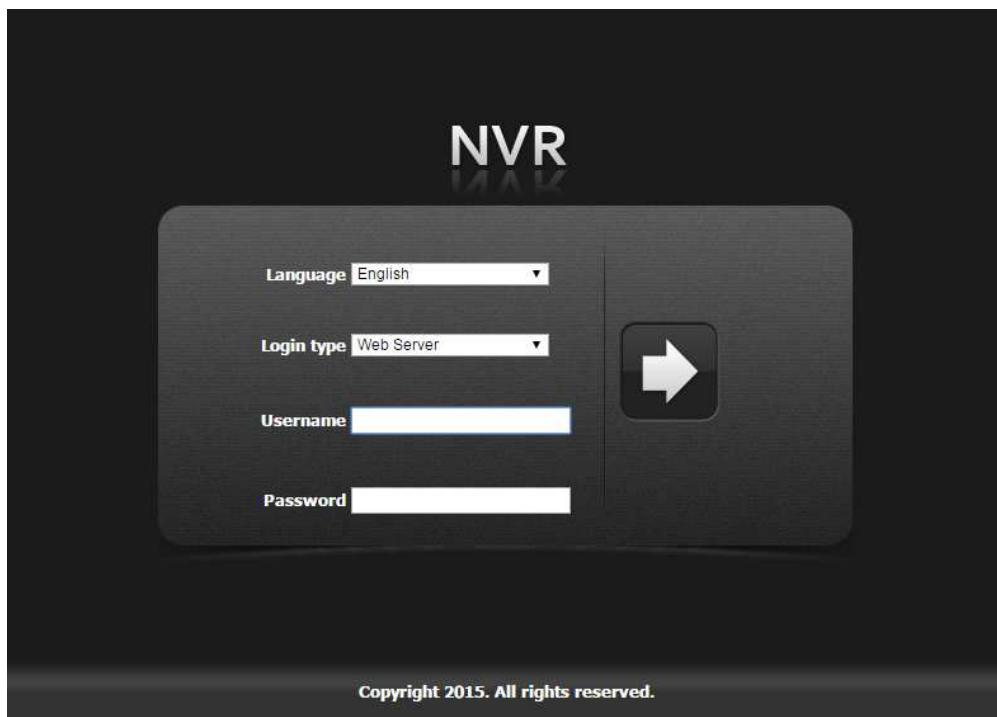 NVR
Language English
Login type Web Server
Username
Password
Copyright 2015. All rights reserved.